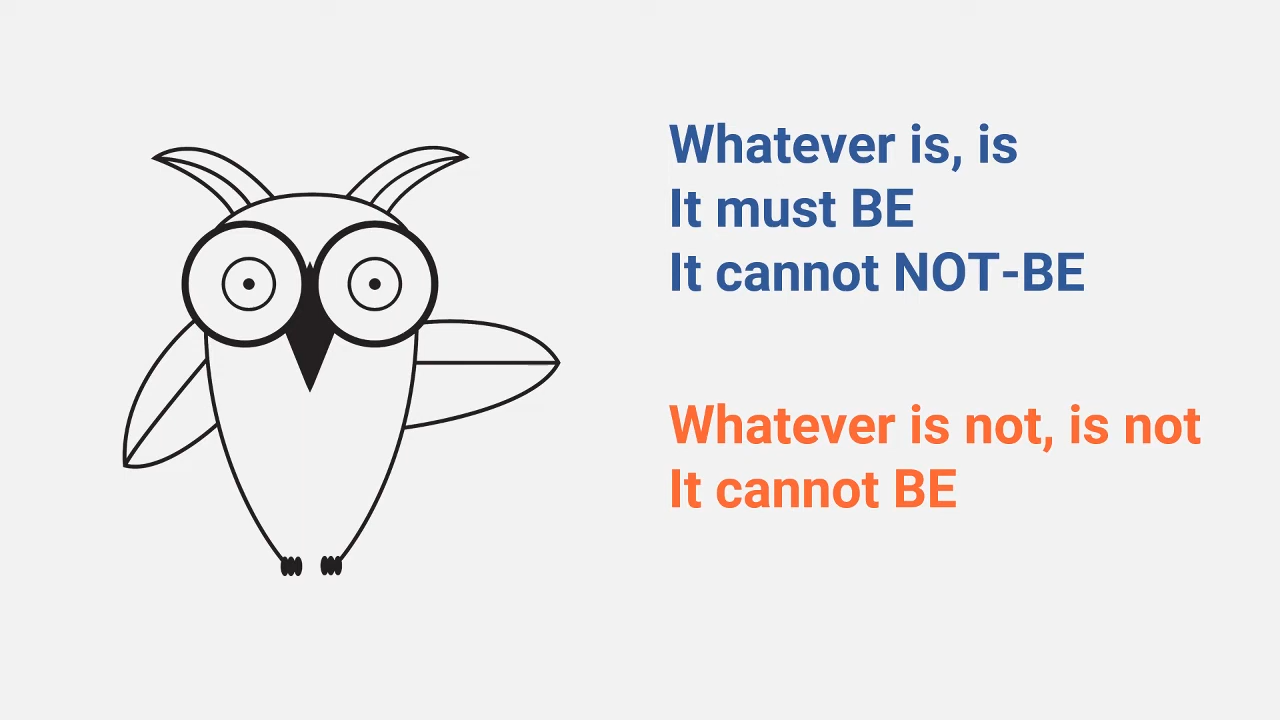 Whatever is, is
It must BE
It cannot NOT-BE
Whatever is not, is not
It cannot BE